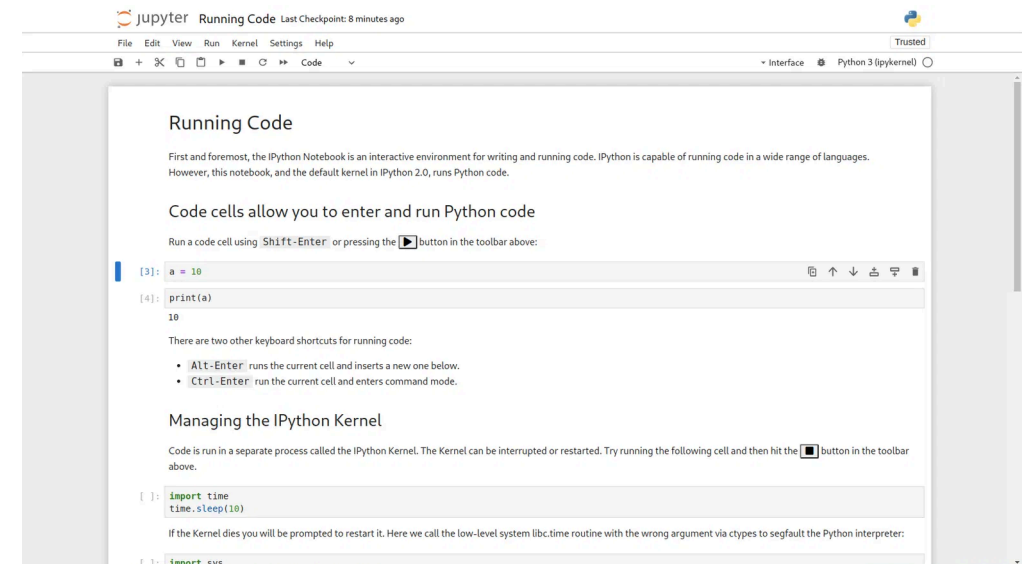 jupyter Running Code Last Checkpoint: 8 minutes ago
File Edit View Run Kernel Settings Help Trusted
Code Interface Python 3 (ipykernel)
Running Code
First and foremost, the IPython Notebook is an interactive environment for writing and running code. IPython is capable of running code in a wide range of languages.
However, this notebook, and the default kernel in IPython 2.0, runs Python code.
Code cells allow you to enter and run Python code
Run a code cell using Shift-Enter or pressing the button in the toolbar above:
[3]: a = 10
[4]: print(a)
10
There are two other keyboard shortcuts for running code:
• Alt-Enter runs the current cell and inserts a new one below.
• Ctrl-Enter run the current cell and enters command mode.
Managing the IPython Kernel
Code is run in a separate process called the IPython Kernel. The Kernel can be interrupted or restarted. Try running the following cell and then hit the button in the toolbar
above.
[ ]: import time
time.sleep(10)
If the Kernel dies you will be prompted to restart it. Here we call the low-level system libc.time routine with the wrong argument via ctypes to segfault the Python interpreter:
[ ]: import sys